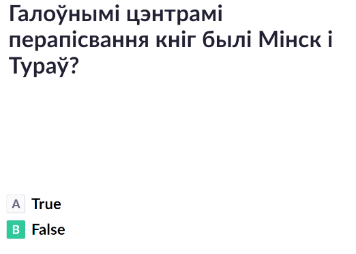 Галоўнымі цэнтрамі
перапісвання кніг былі Мінск і
Тураў?
A True
B False